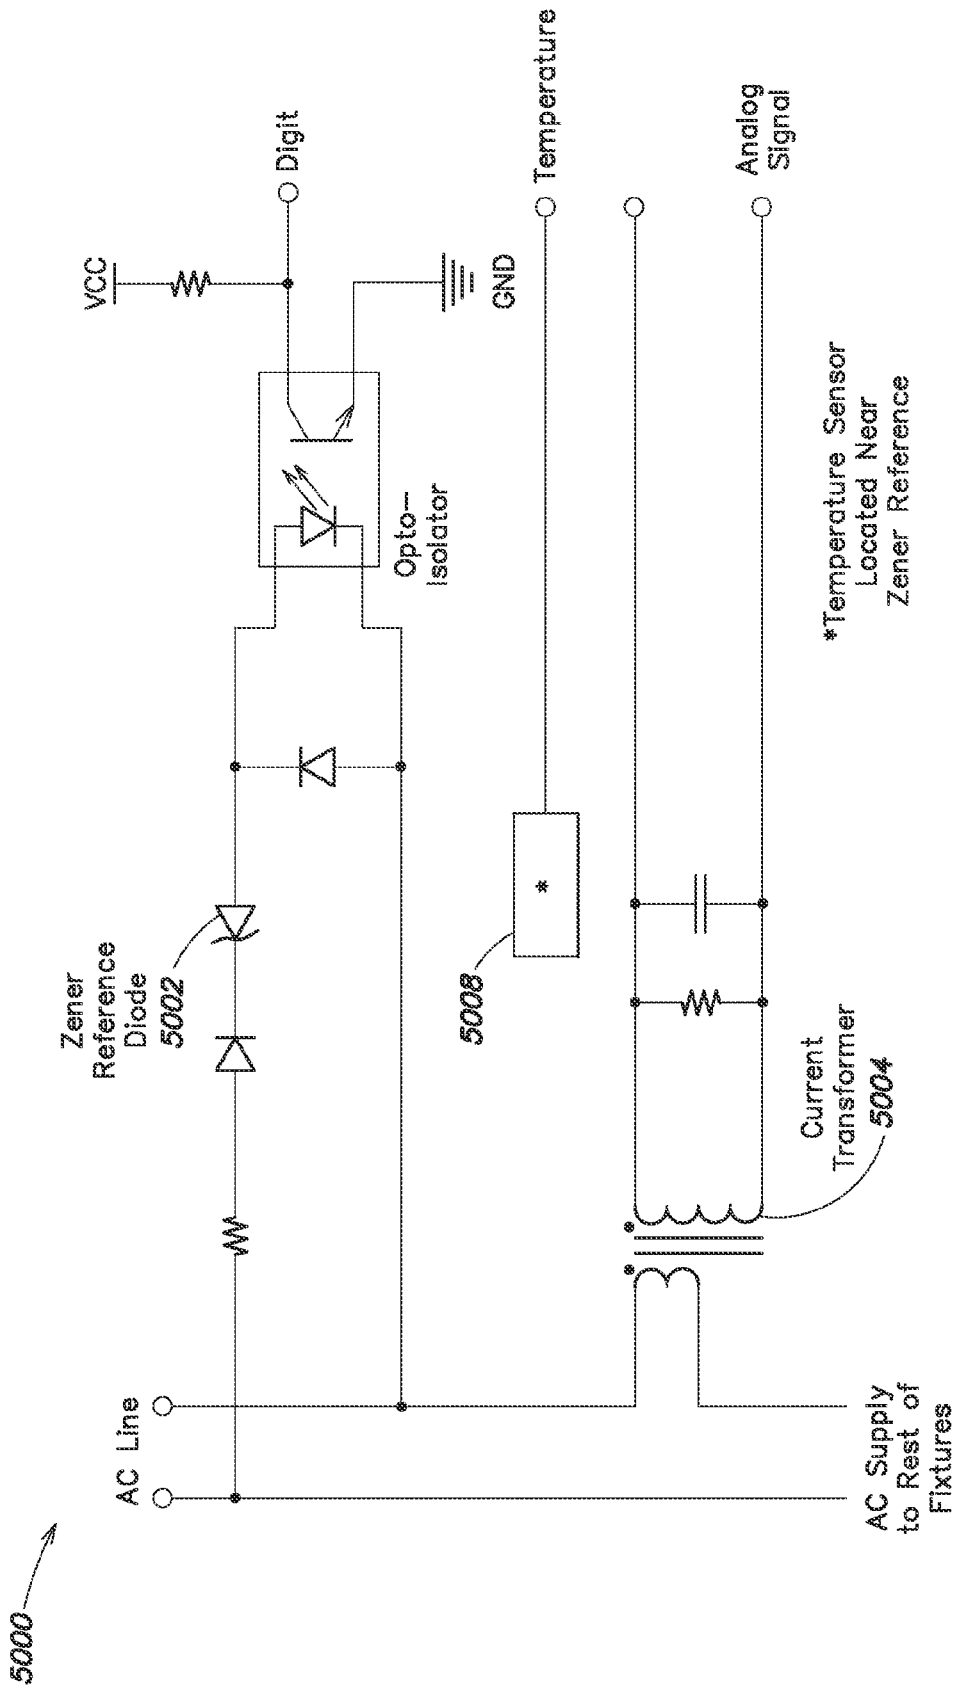 5000
AC Line
Zener
Reference
Diode
5002
VCC
Digit
Opto-
Isolator
GND
5008
*
Temperature
Current
Transformer
5004
Analog
Signal
AC Supply
to Rest of
Fixtures
*Temperature Sensor
Located Near
Zener Reference